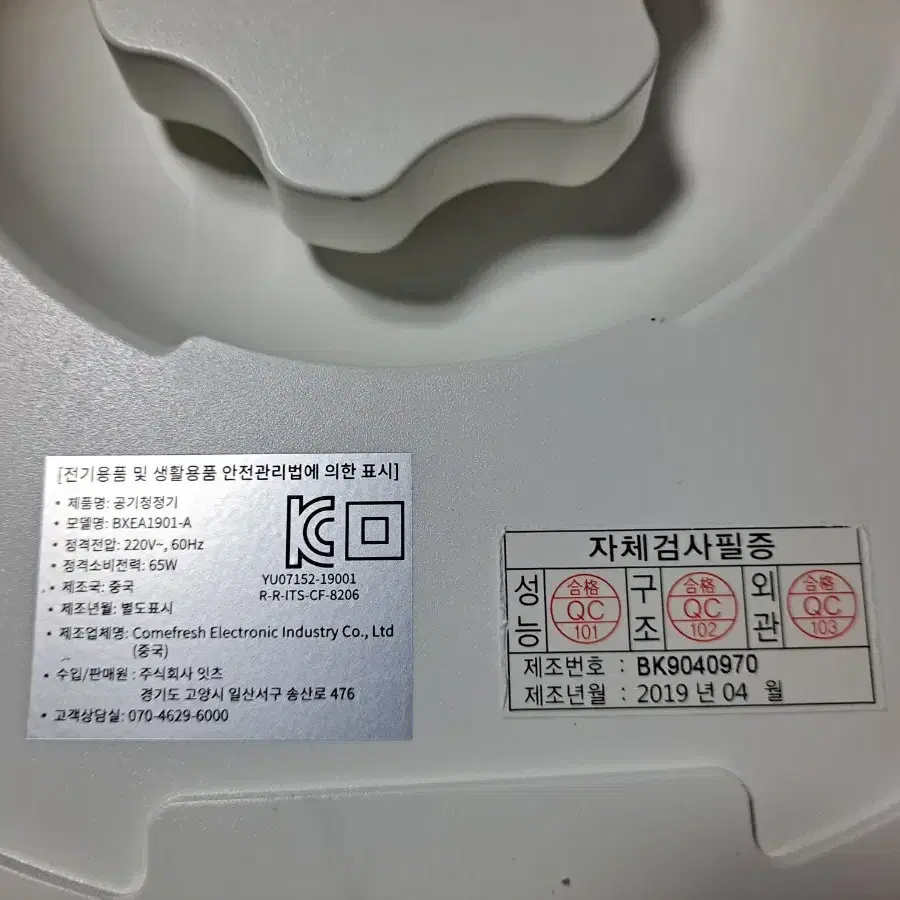 [전기용품 및 생활용품 안전관리법에 의한 표시]
• 제품명: 공기청정기
• 모델명: BXEA1901-A
• 정격전압: 220V~, 60Hz
• 정격소비전력: 65W
• 제조국: 중국
• 제조년월: 별도표시
• 제조업체명: Comefresh Electronic Industry Co., Ltd
(중국)
• 수입/판매원 : 주식회사 잇츠
경기도 고양시 일산서구 송산로 476
• 고객상담실: 070-4629-6000
KC
YU07152-19001
R-R-ITS-CF-8206
자체검사필증
성능
合格
QC
101
구조
合格
QC
102
외관
合格
QC
103
제조번호 : BK9040970
제조년월 : 2019 년 04 월